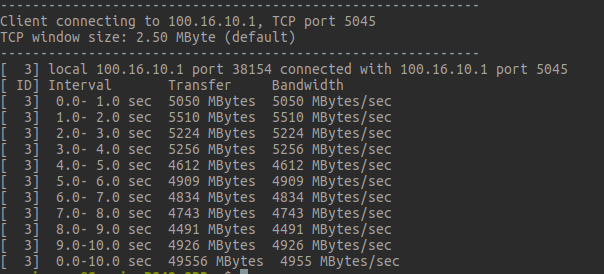 ------------------------------------------------------------
Client connecting to 100.16.10.1, TCP port 5045
TCP window size: 2.50 MByte (default)
------------------------------------------------------------
[  3] local 100.16.10.1 port 38154 connected with 100.16.10.1 port 5045
[ ID] Interval       Transfer     Bandwidth
[  3]  0.0- 1.0 sec  5050 MBytes  5050 MBytes/sec
[  3]  1.0- 2.0 sec  5510 MBytes  5510 MBytes/sec
[  3]  2.0- 3.0 sec  5224 MBytes  5224 MBytes/sec
[  3]  3.0- 4.0 sec  5256 MBytes  5256 MBytes/sec
[  3]  4.0- 5.0 sec  4612 MBytes  4612 MBytes/sec
[  3]  5.0- 6.0 sec  4909 MBytes  4909 MBytes/sec
[  3]  6.0- 7.0 sec  4834 MBytes  4834 MBytes/sec
[  3]  7.0- 8.0 sec  4743 MBytes  4743 MBytes/sec
[  3]  8.0- 9.0 sec  4491 MBytes  4491 MBytes/sec
[  3]  9.0-10.0 sec  4926 MBytes  4926 MBytes/sec
[  3]  0.0-10.0 sec  49556 MBytes  4955 MBytes/sec